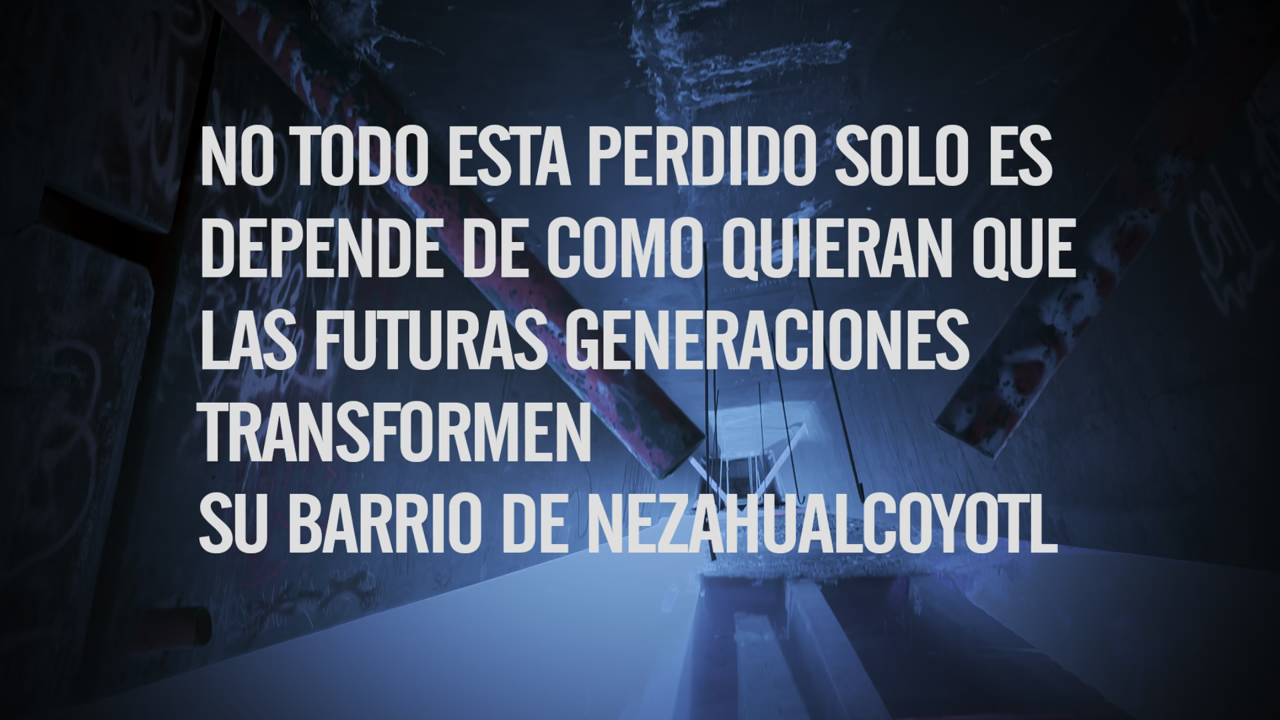 NO TODO ESTA PERDIDO SOLO ES
DEPENDE DE COMO QUIERAN QUE
LAS FUTURAS GENERACIONES
TRANSFORMEN
SU BARRIO DE NEZAHUALCOYOTL